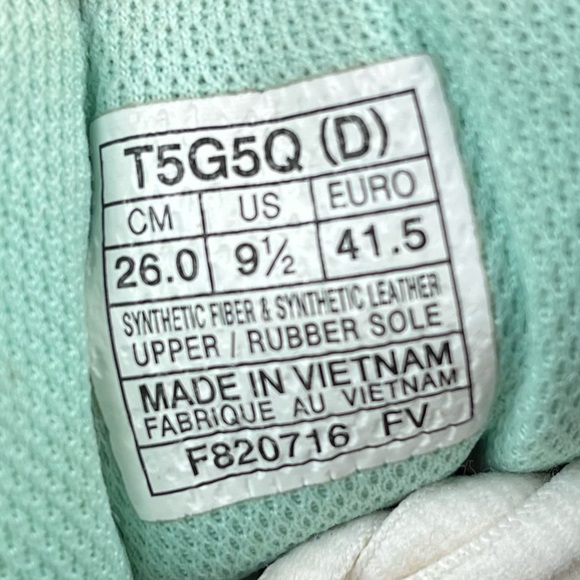 T5G5Q (D)
CM US EURO
26.0 9½ 41.5
SYNTHETIC FIBER & SYNTHETIC LEATHER
UPPER / RUBBER SOLE
MADE IN VIETNAM
FABRIQUE AU VIETNAM
F820716 FV